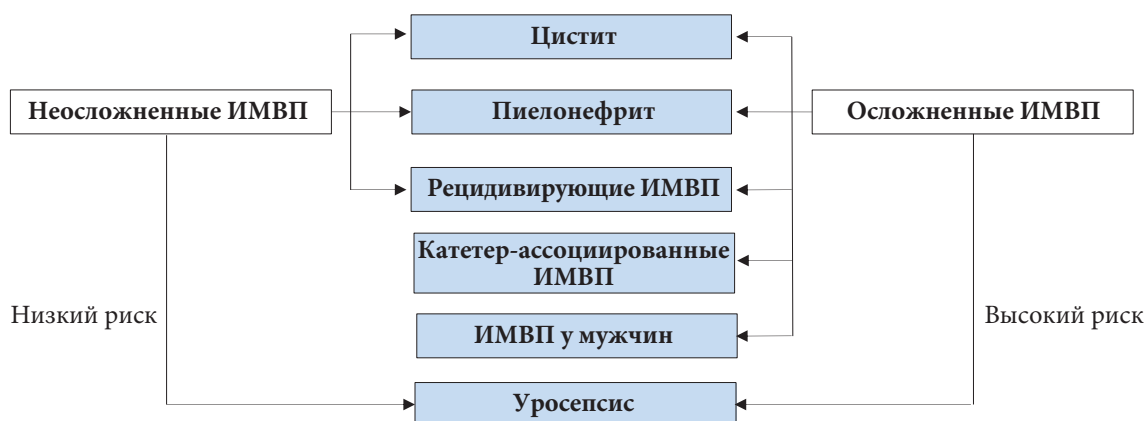 Цистит
Неосложненные ИМВП
Пиелонефрит
Осложненные ИМВП
Рецидивирующие ИМВП
Катетер-ассоциированные
ИМВП
Низкий риск
ИМВП у мужчин
Высокий риск
Уросепсис